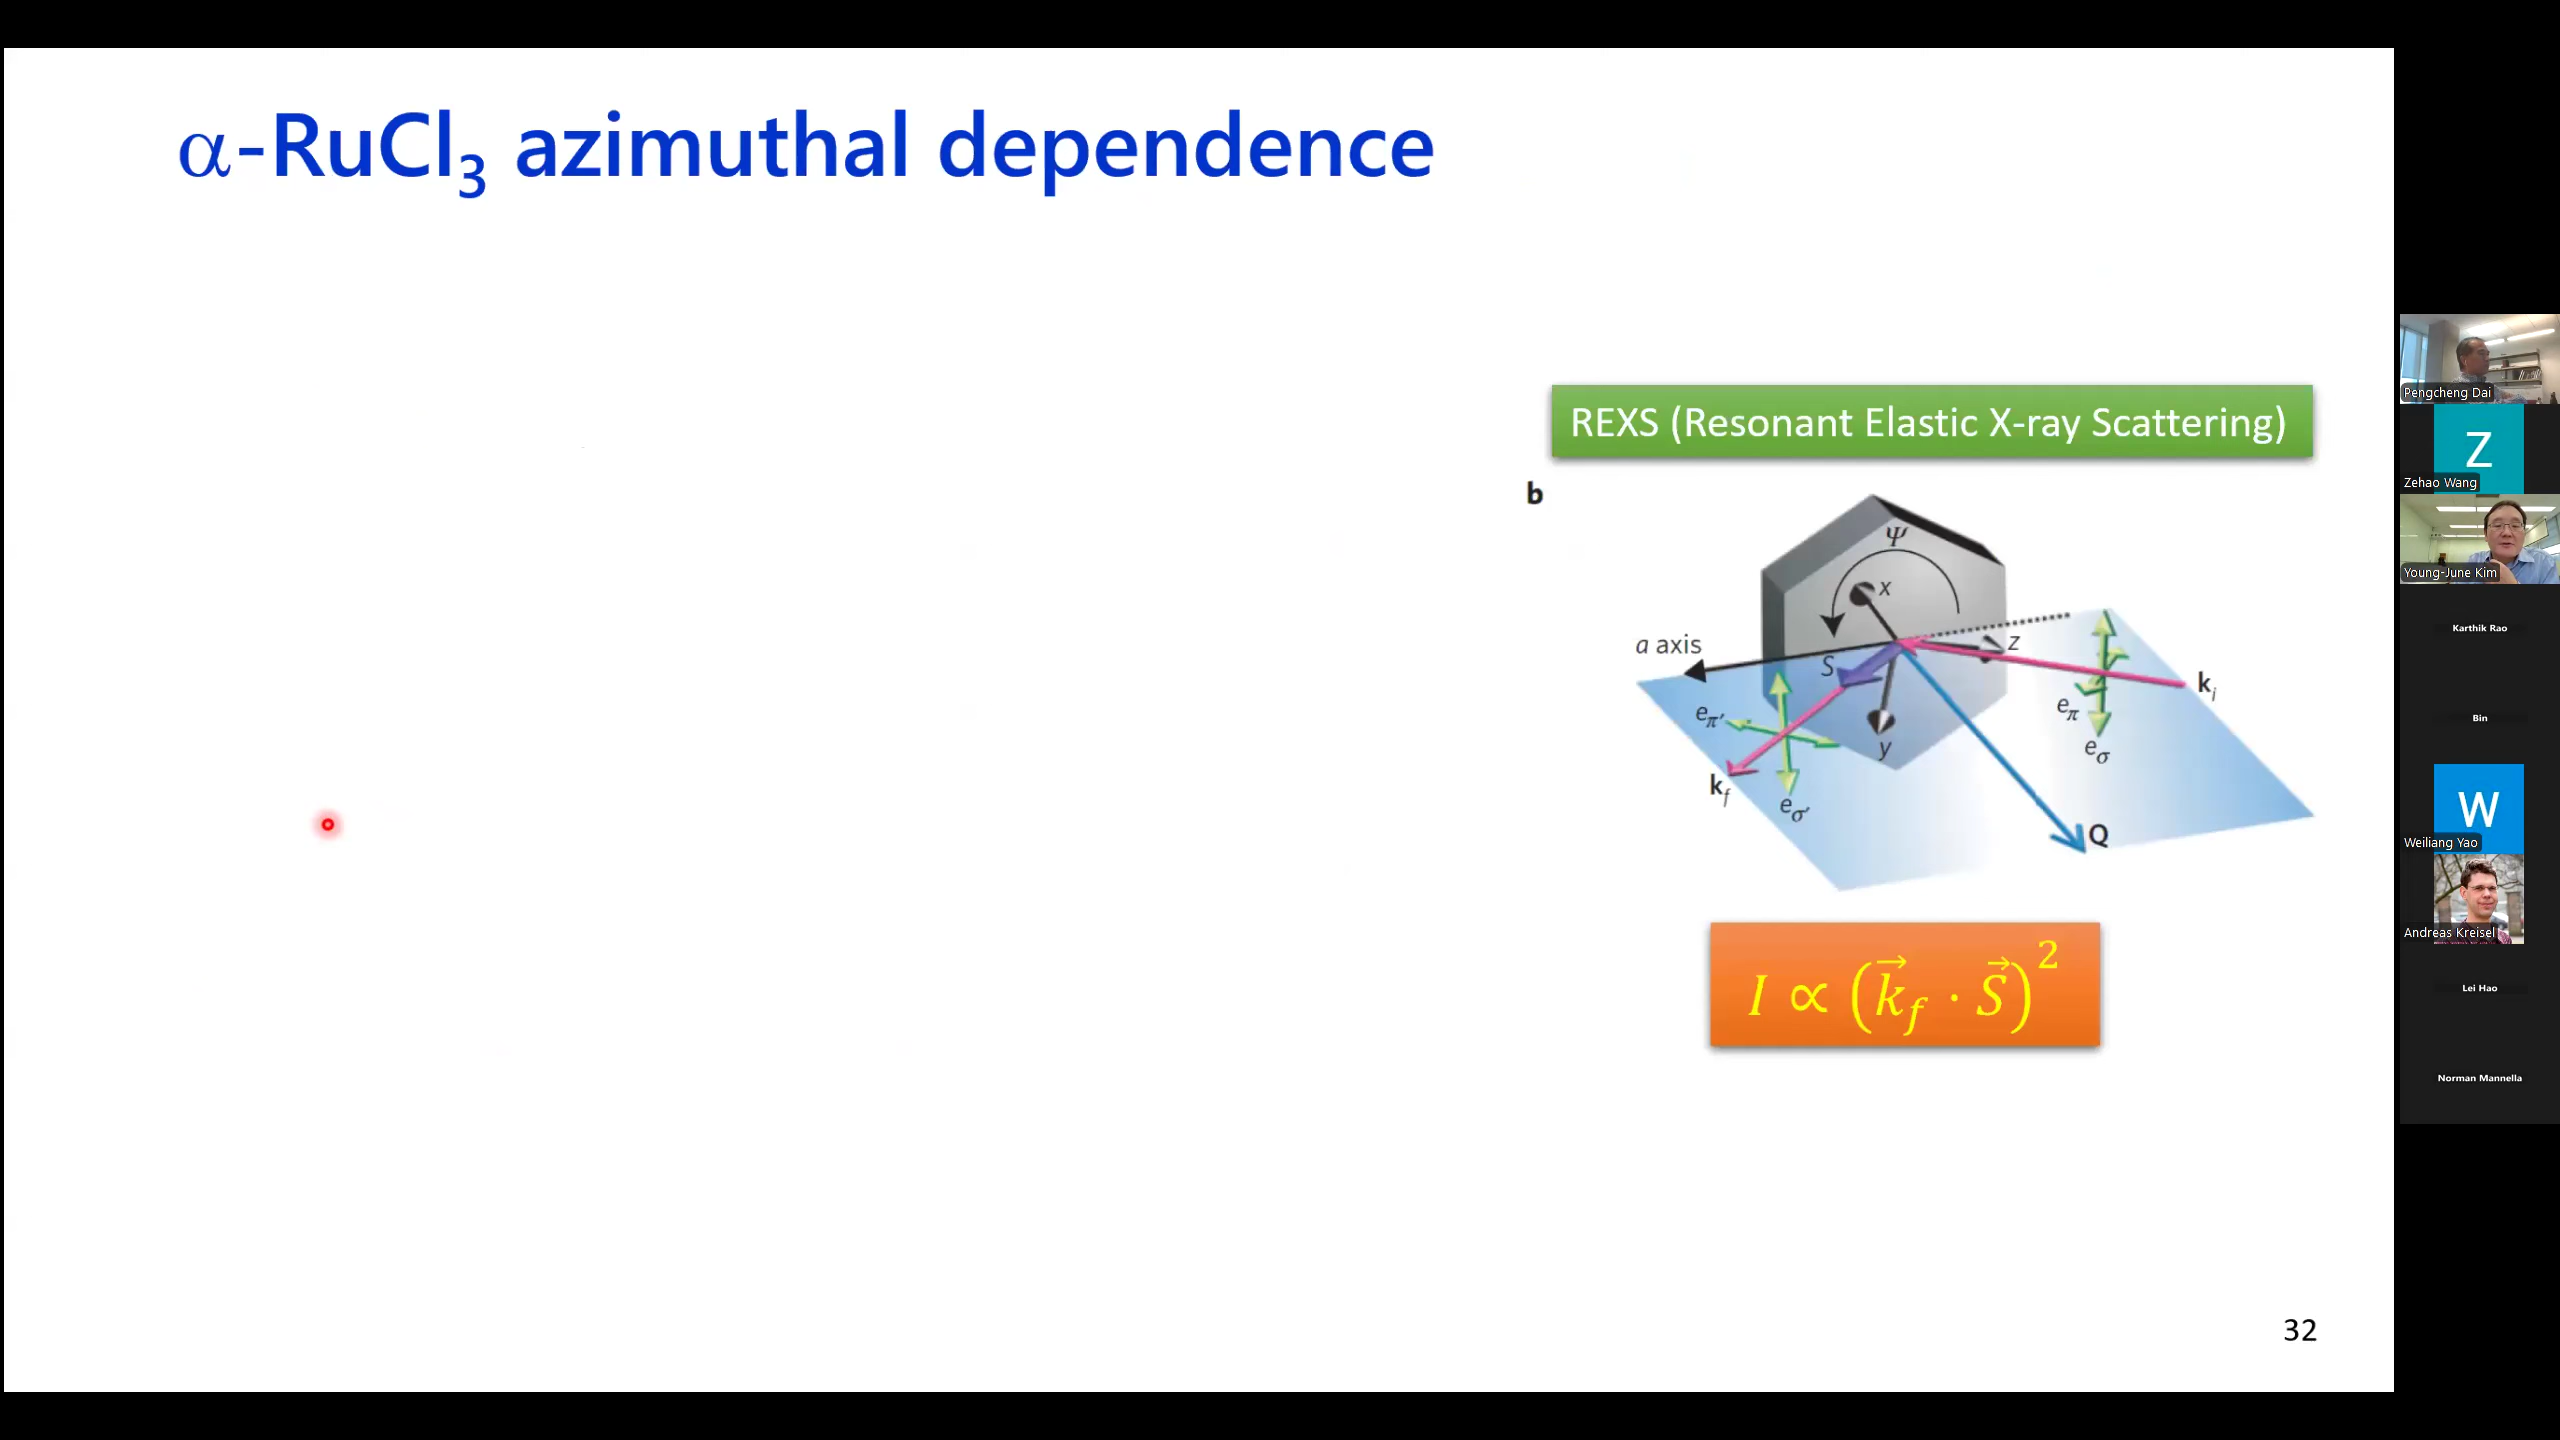 α-RuCl₃ azimuthal dependence
REXS (Resonant Elastic X-ray Scattering)
b
Ψ
x
a axis
S
z
k_i
e_π'
e_π
e_σ
y
k_f
e_σ'
Q
I ∝ (k⃗_f · S⃗)²
32
Pengcheng Dai
Z
Zehao Wang
Young-June Kim
Karthik Rao
Bin
W
Weiliang Yao
Andreas Kreisel
Lei Hao
Norman Mannella